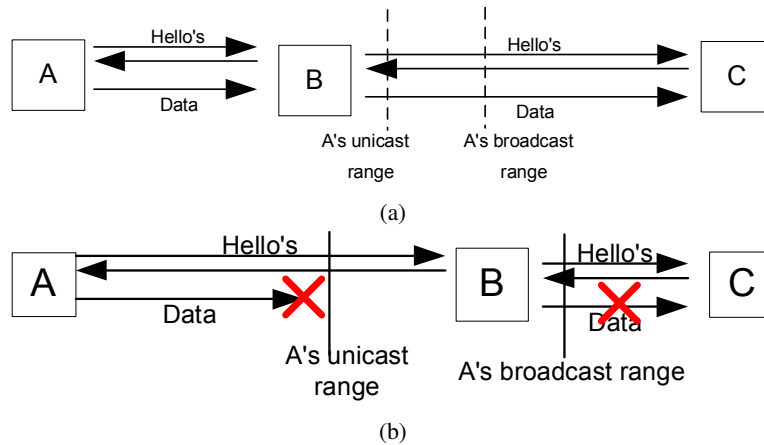 Hello's
Hello's
A
B
C
Data
Data
A's unicast
range
A's broadcast
range
(a)
Hello's
Hello's
A
B
C
Data
Data
A's unicast
range
A's broadcast range
(b)